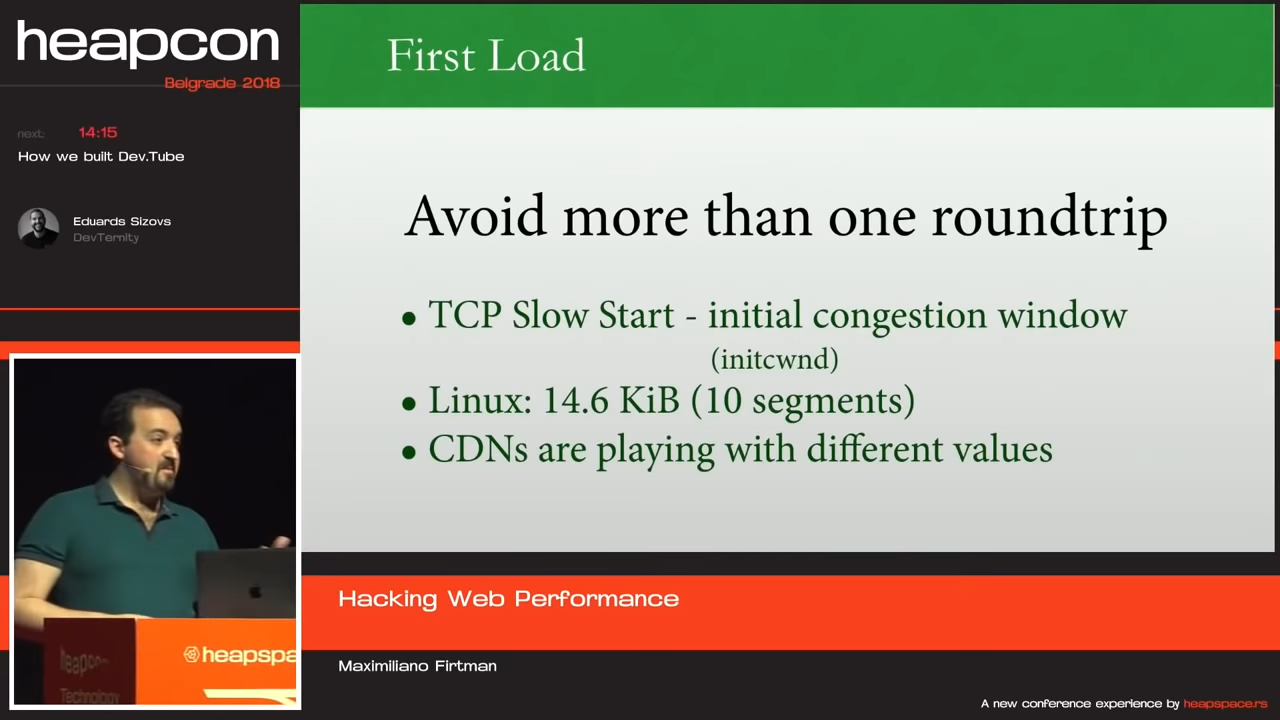 heapcon
Belgrade 2018
next: 14:15
How we built Dev.Tube
Eduards Sizovs
DevTernity
First Load
Avoid more than one roundtrip
• TCP Slow Start - initial congestion window
(initcwnd)
• Linux: 14.6 KiB (10 segments)
• CDNs are playing with different values
heapspa
heapcon
Technology
Hacking Web Performance
Maximiliano Firtman
A new conference experience by heapspace.rs